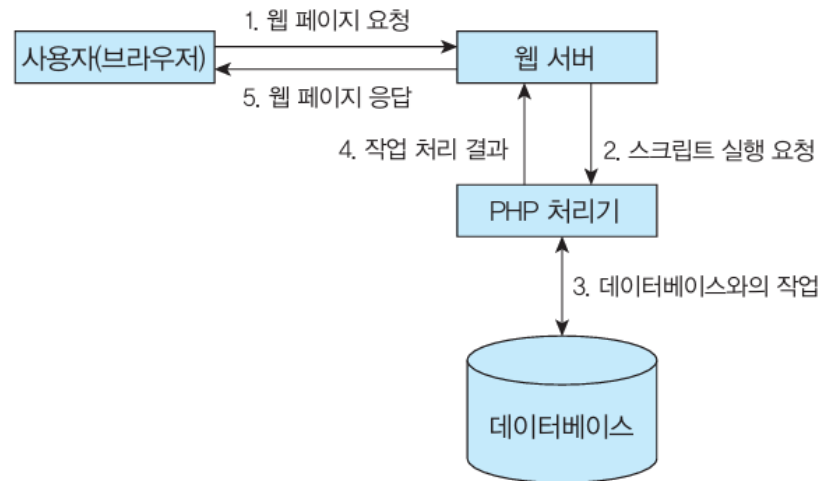 1. 웹 페이지 요청
사용자(브라우저)
웹 서버
5. 웹 페이지 응답
4. 작업 처리 결과
2. 스크립트 실행 요청
PHP 처리기
3. 데이터베이스와의 작업
데이터베이스